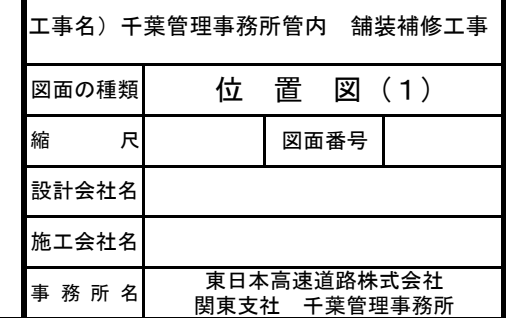 工事名）千葉管理事務所管内　舗装補修工事
図面の種類　位　置　図（１）
縮　尺　図面番号
設計会社名
施工会社名
事務所名　東日本高速道路株式会社
関東支社　千葉管理事務所